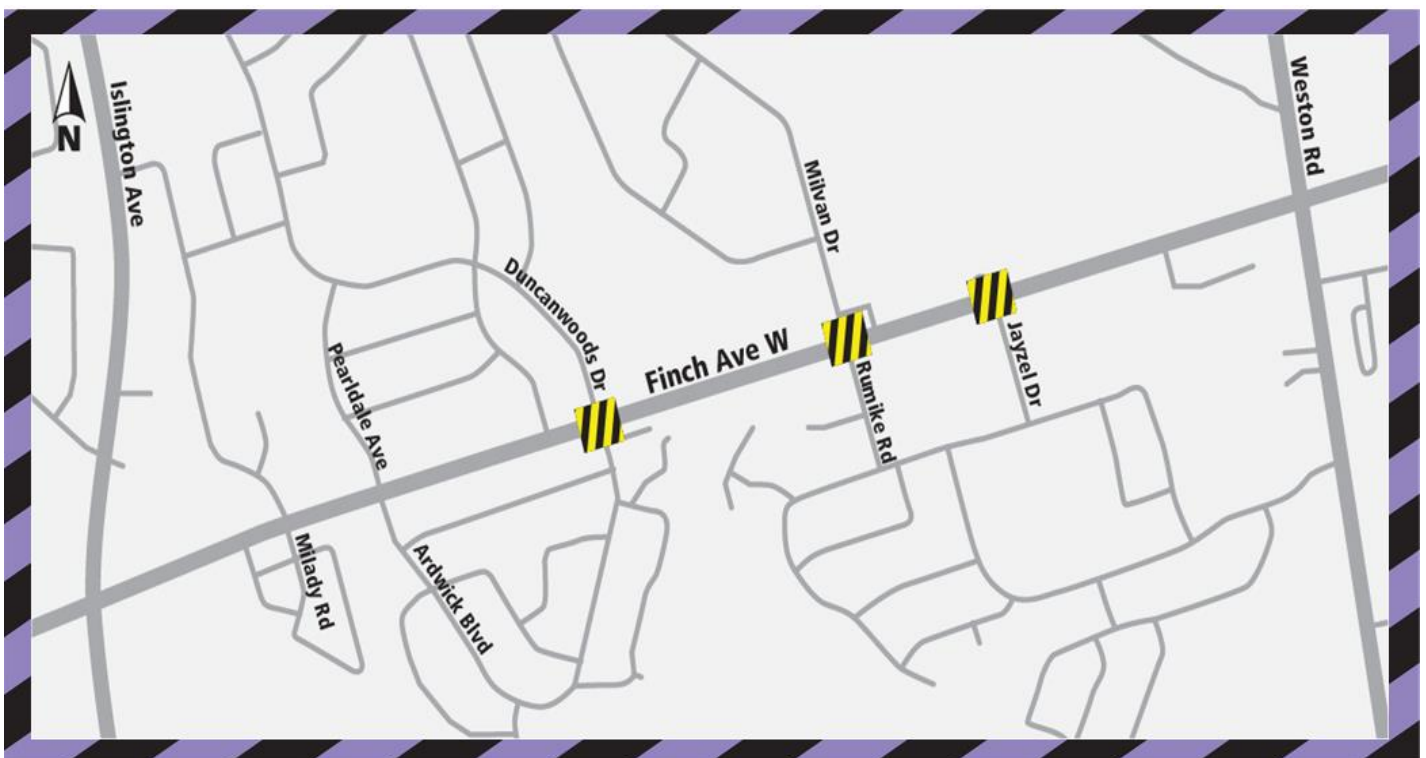 N
Islington Ave
Weston Rd
Milvan Dr
Duncanwoods Dr
Finch Ave W
Jayzel Dr
Pearldale Ave
Rumike Rd
Milady Rd
Ardwick Blvd